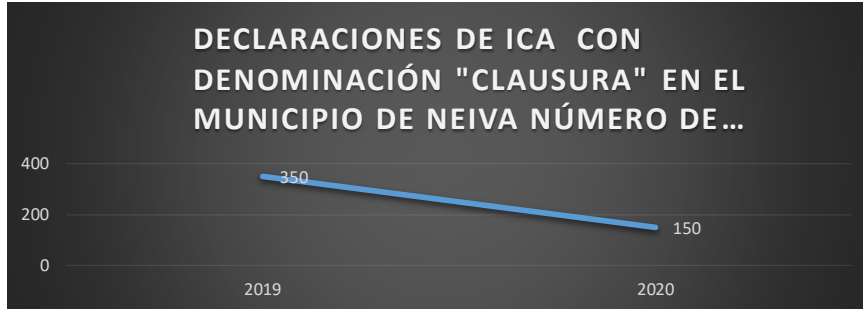 DECLARACIONES DE ICA CON
DENOMINACIÓN "CLAUSURA" EN EL
MUNICIPIO DE NEIVA NÚMERO DE...
400
350
200
150
0
2019 2020